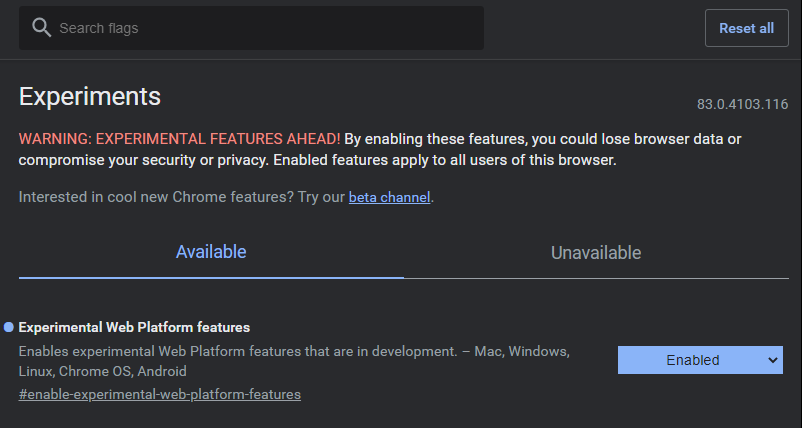 Search flags
Reset all
Experiments
83.0.4103.116
WARNING: EXPERIMENTAL FEATURES AHEAD! By enabling these features, you could lose browser data or
compromise your security or privacy. Enabled features apply to all users of this browser.
Interested in cool new Chrome features? Try our beta channel.
Available
Unavailable
Experimental Web Platform features
Enables experimental Web Platform features that are in development. – Mac, Windows,
Linux, Chrome OS, Android
Enabled
#enable-experimental-web-platform-features